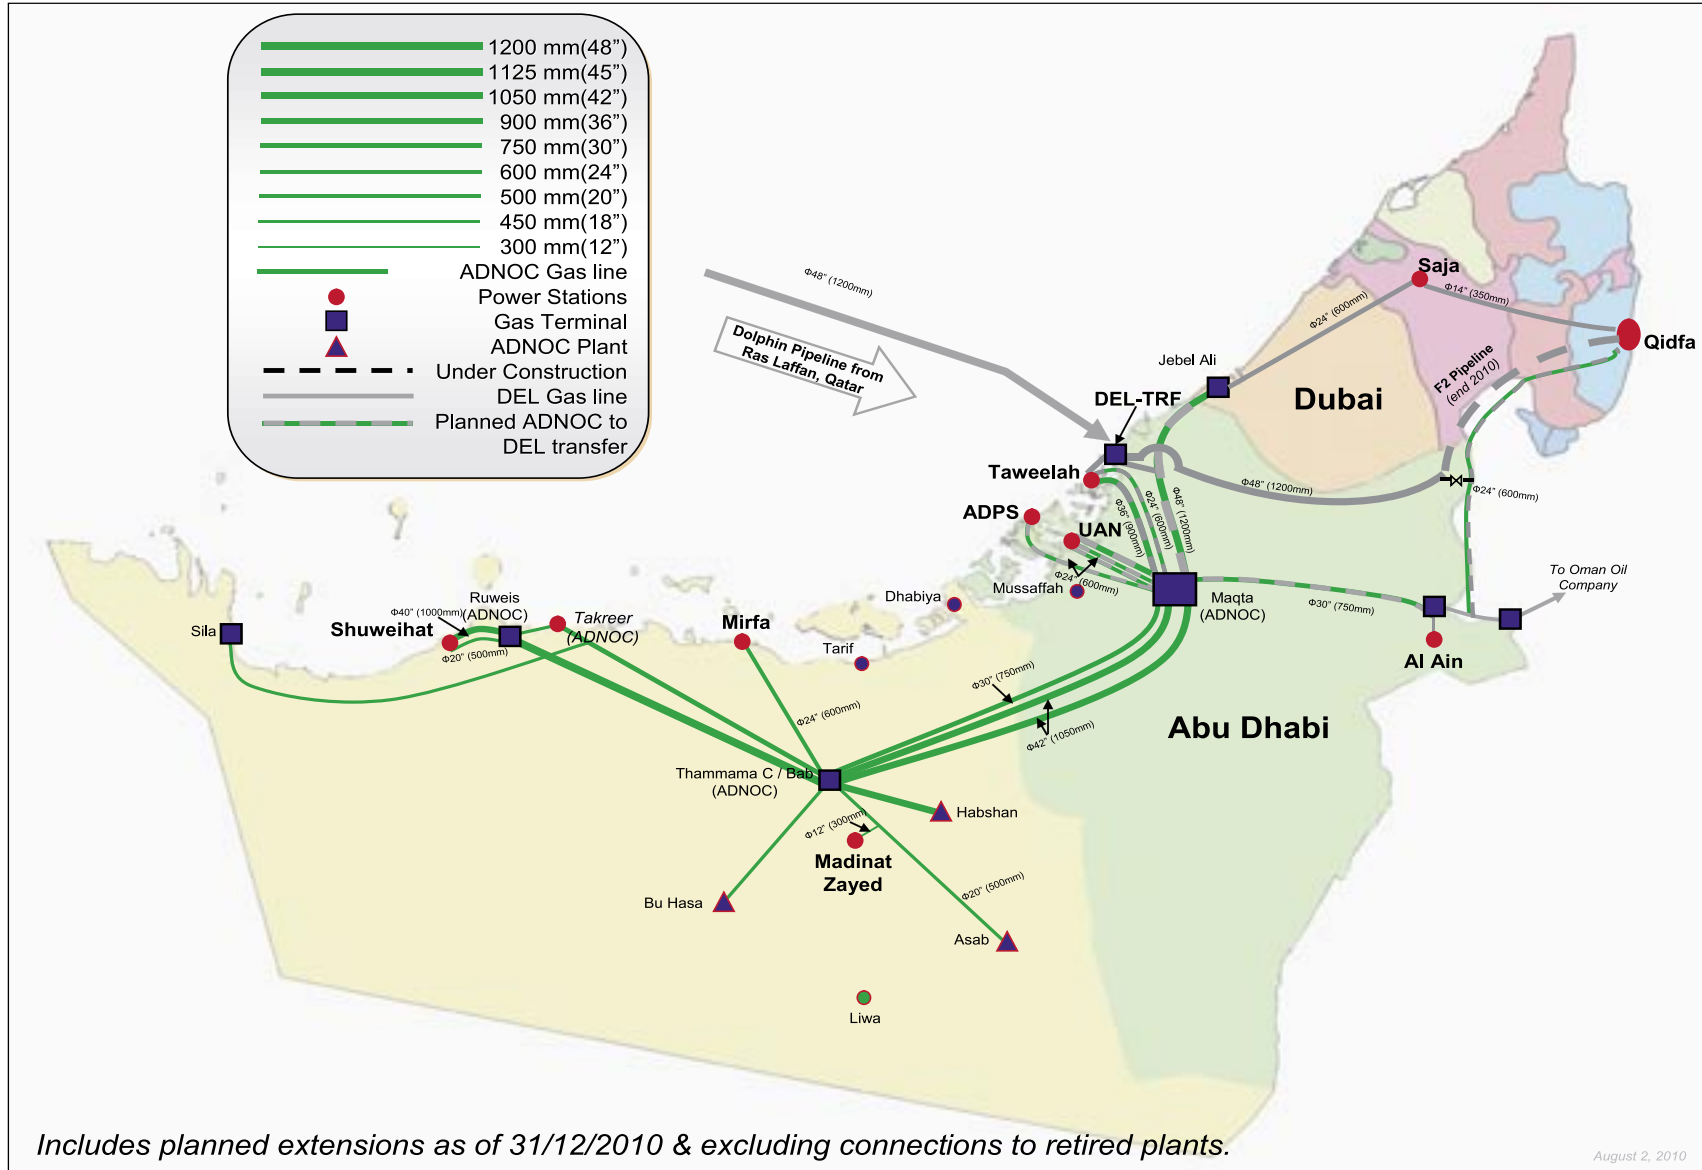 1200 mm(48”)
1125 mm(45”)
1050 mm(42”)
900 mm(36”)
750 mm(30”)
600 mm(24”)
500 mm(20”)
450 mm(18”)
300 mm(12”)
ADNOC Gas line
Power Stations
Gas Terminal
ADNOC Plant
Under Construction
DEL Gas line
Planned ADNOC to
DEL transfer
Φ48” (1200mm)
Dolphin Pipeline from
Ras Laffan, Qatar
Saja
Φ14” (350mm)
Φ24” (600mm)
Qidfa
Jebel Ali
F2 Pipeline
(end 2010)
Dubai
DEL-TRF
Taweelah
Φ48” (1200mm)
Φ24” (600mm)
Φ36” (900mm)
Φ24” (600mm)
Φ48” (1200mm)
ADPS
UAN
Φ24” (600mm)
Mussaffah
Dhabiya
Maqta
(ADNOC)
Φ30” (750mm)
To Oman Oil
Company
Al Ain
Ruweis
(ADNOC)
Φ40” (1000mm)
Takreer
(ADNOC)
Sila
Shuweihat
Φ20” (500mm)
Mirfa
Tarif
Φ30” (750mm)
Φ24” (600mm)
Φ42” (1050mm)
Abu Dhabi
Thammama C / Bab
(ADNOC)
Habshan
Φ12” (300mm)
Madinat
Zayed
Φ20” (500mm)
Bu Hasa
Asab
Liwa
Includes planned extensions as of 31/12/2010 & excluding connections to retired plants.
August 2, 2010